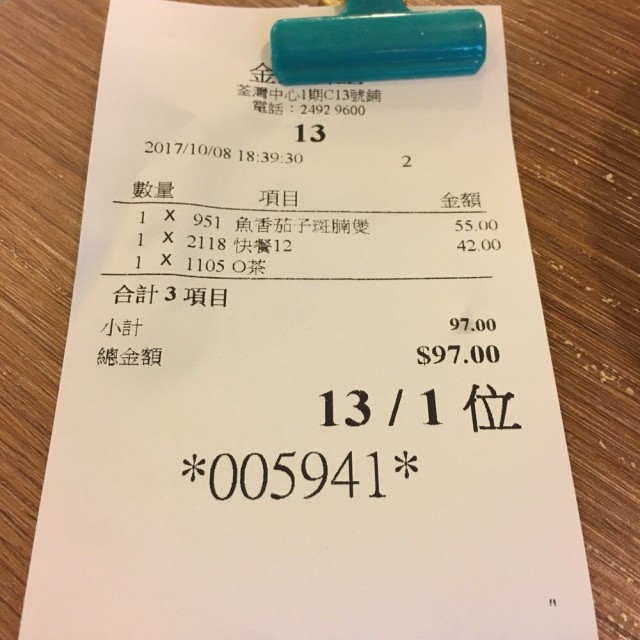 金
荃灣中心1期C13號鋪
電話：2492 9600
13
2017/10/08 18:39:30 2
數量 項目 金額
1 X 951 魚香茄子斑腩煲 55.00
1 X 2118 快餐12 42.00
1 X 1105 O茶
合計 3 項目
小計 97.00
總金額 $97.00
13 / 1 位
*005941*
"